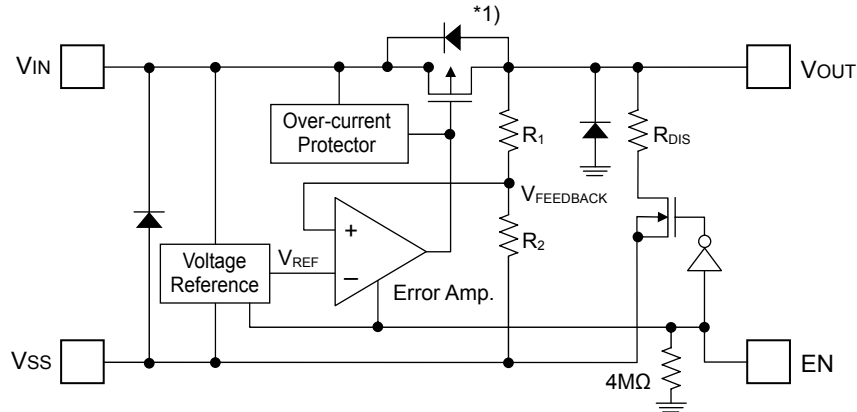 *1)
VIN
VOUT
Over-current
Protector
R1
RDIS
VFEEDBACK
+
R2
Voltage
Reference
VREF
−
Error Amp.
VSS
4MΩ
EN